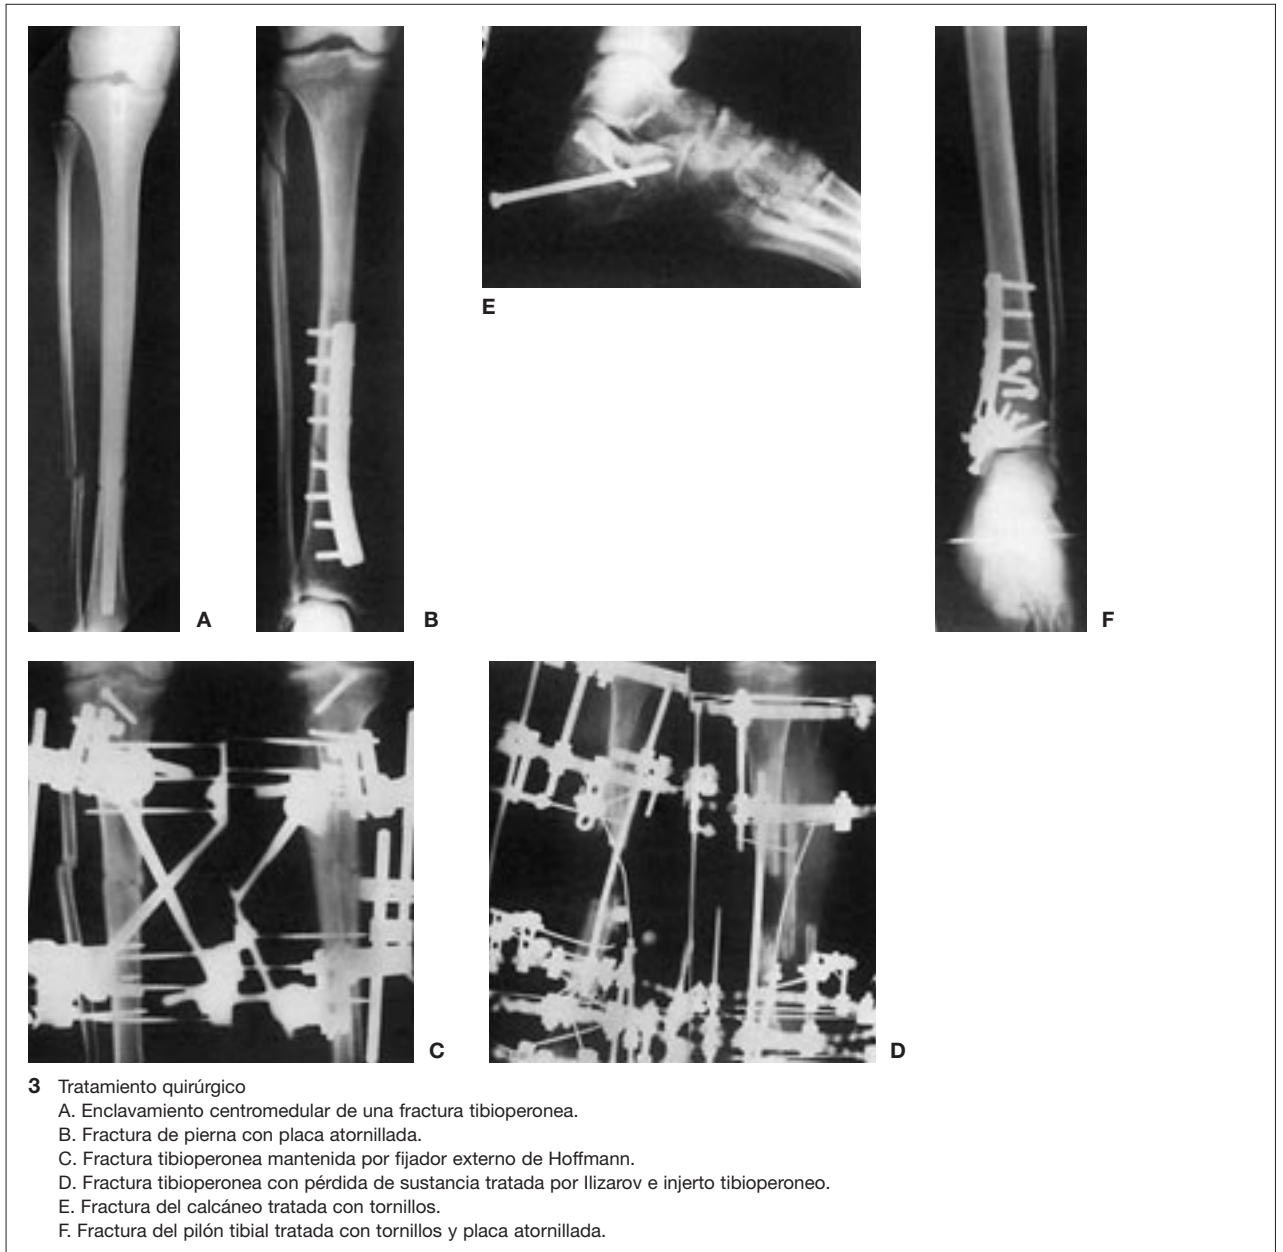 E
A
B
F
C
D
3 Tratamiento quirúrgico
A. Enclavamiento centromedular de una fractura tibioperonea.
B. Fractura de pierna con placa atornillada.
C. Fractura tibioperonea mantenida por fijador externo de Hoffmann.
D. Fractura tibioperonea con pérdida de sustancia tratada por Ilizarov e injerto tibioperoneo.
E. Fractura del calcáneo tratada con tornillos.
F. Fractura del pilón tibial tratada con tornillos y placa atornillada.